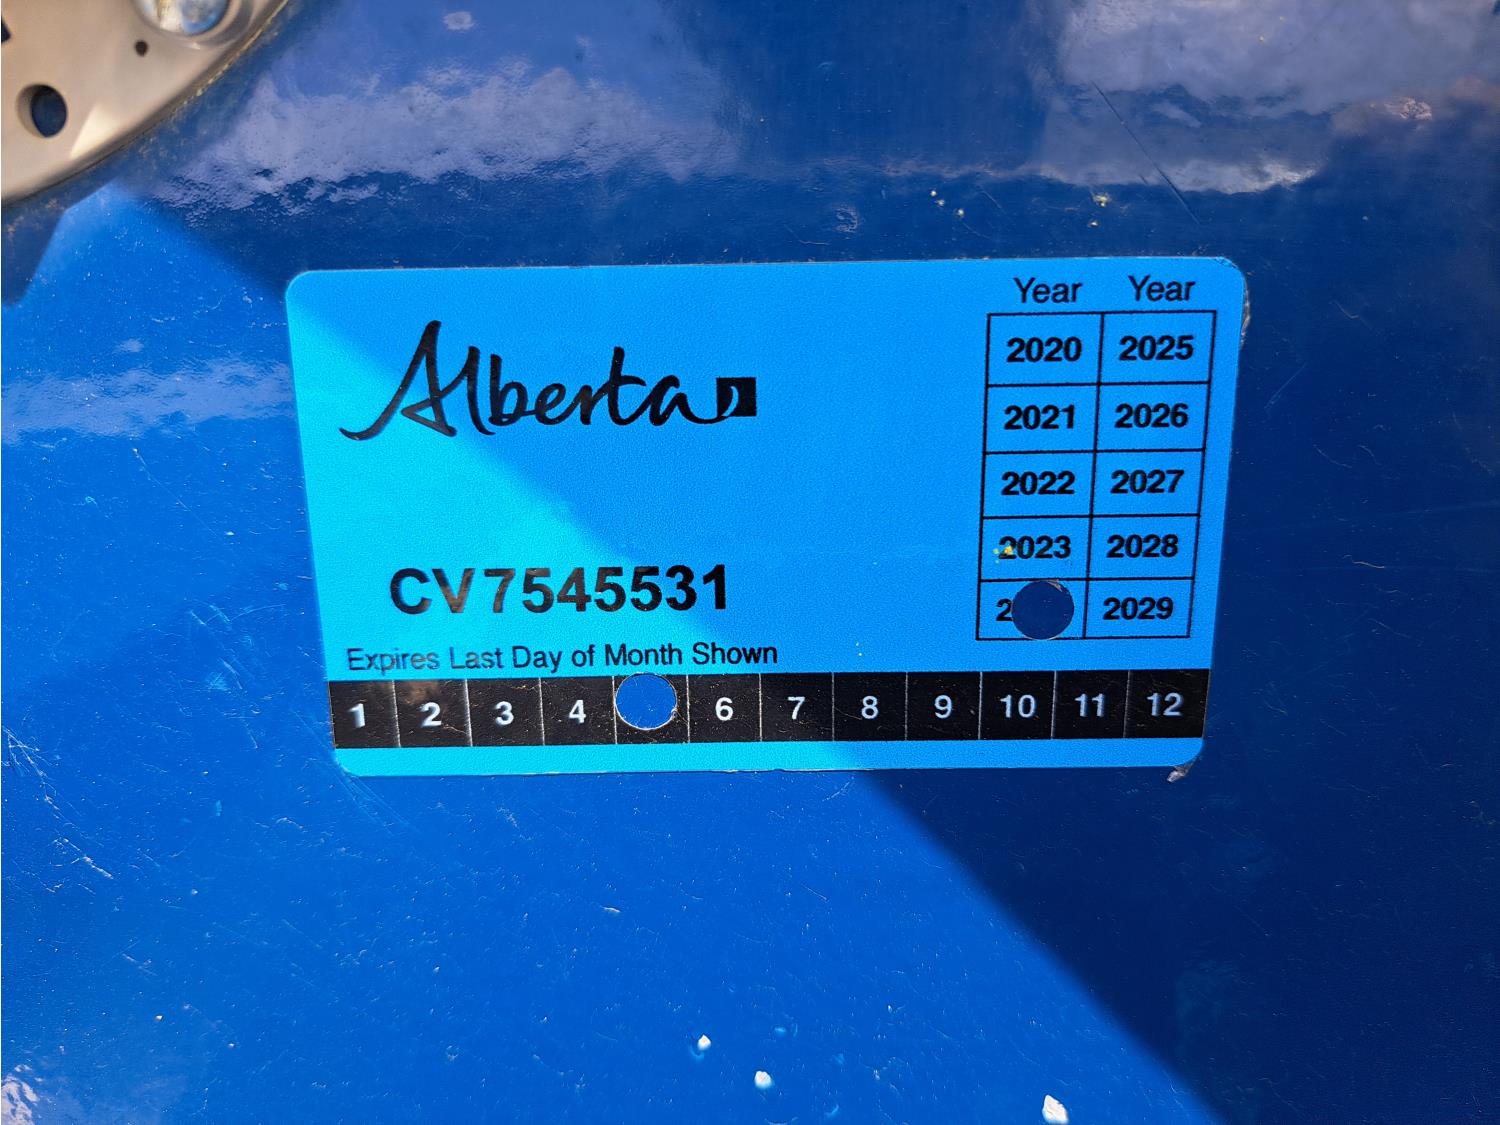 Alberta
Year Year
2020 2025
2021 2026
2022 2027
2023 2028
2029
CV7545531
Expires Last Day of Month Shown
1 2 3 4 6 7 8 9 10 11 12